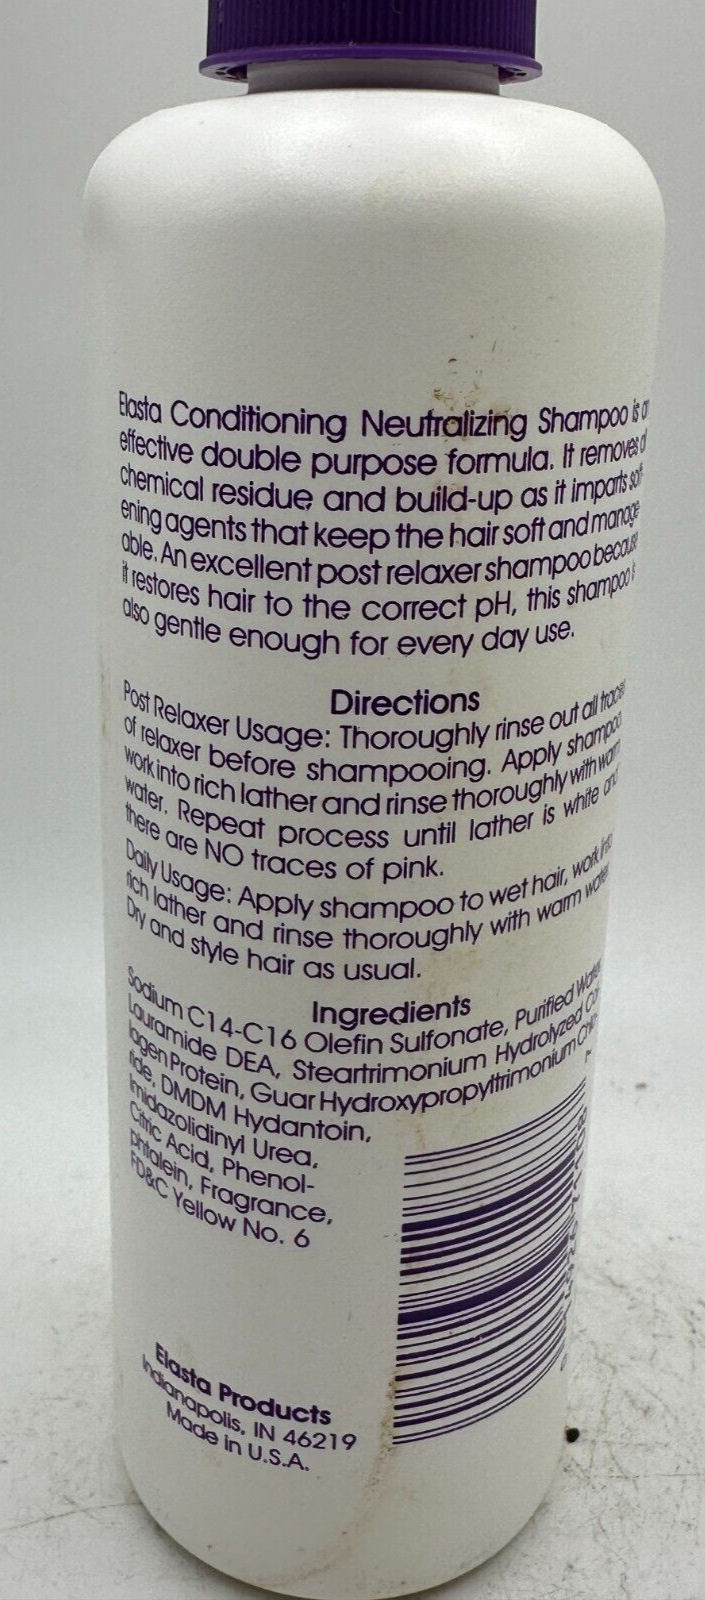 Elasta Conditioning Neutralizing Shampoo is
effective double purpose formula. It removes
chemical residue and build-up as it imparts soft-
ening agents that keep the hair soft and manage
able. An excellent post relaxer shampoo because
it restores hair to the correct pH, this shampoo is
also gentle enough for every day use.
Directions
Post Relaxer Usage: Thoroughly rinse out all traces
of relaxer before shampooing. Apply shampoo,
work into rich lather and rinse thoroughly with warm
water. Repeat process until lather is white and
there are NO traces of pink.
Daily Usage: Apply shampoo to wet hair, work into
rich lather and rinse thoroughly with warm water.
Dry and style hair as usual.
Ingredients
Sodium C14-C16 Olefin Sulfonate, Purified Water,
Lauramide DEA, Steartrimonium Hydrolyzed Col-
lagen Protein, Guar Hydroxypropyltrimonium Chlo-
ride, DMDM Hydantoin,
Imidazolidinyl Urea,
Citric Acid, Phenol-
phtalein, Fragrance,
FD&C Yellow No. 6
Elasta Products
Indianapolis, IN 46219
Made in U.S.A.